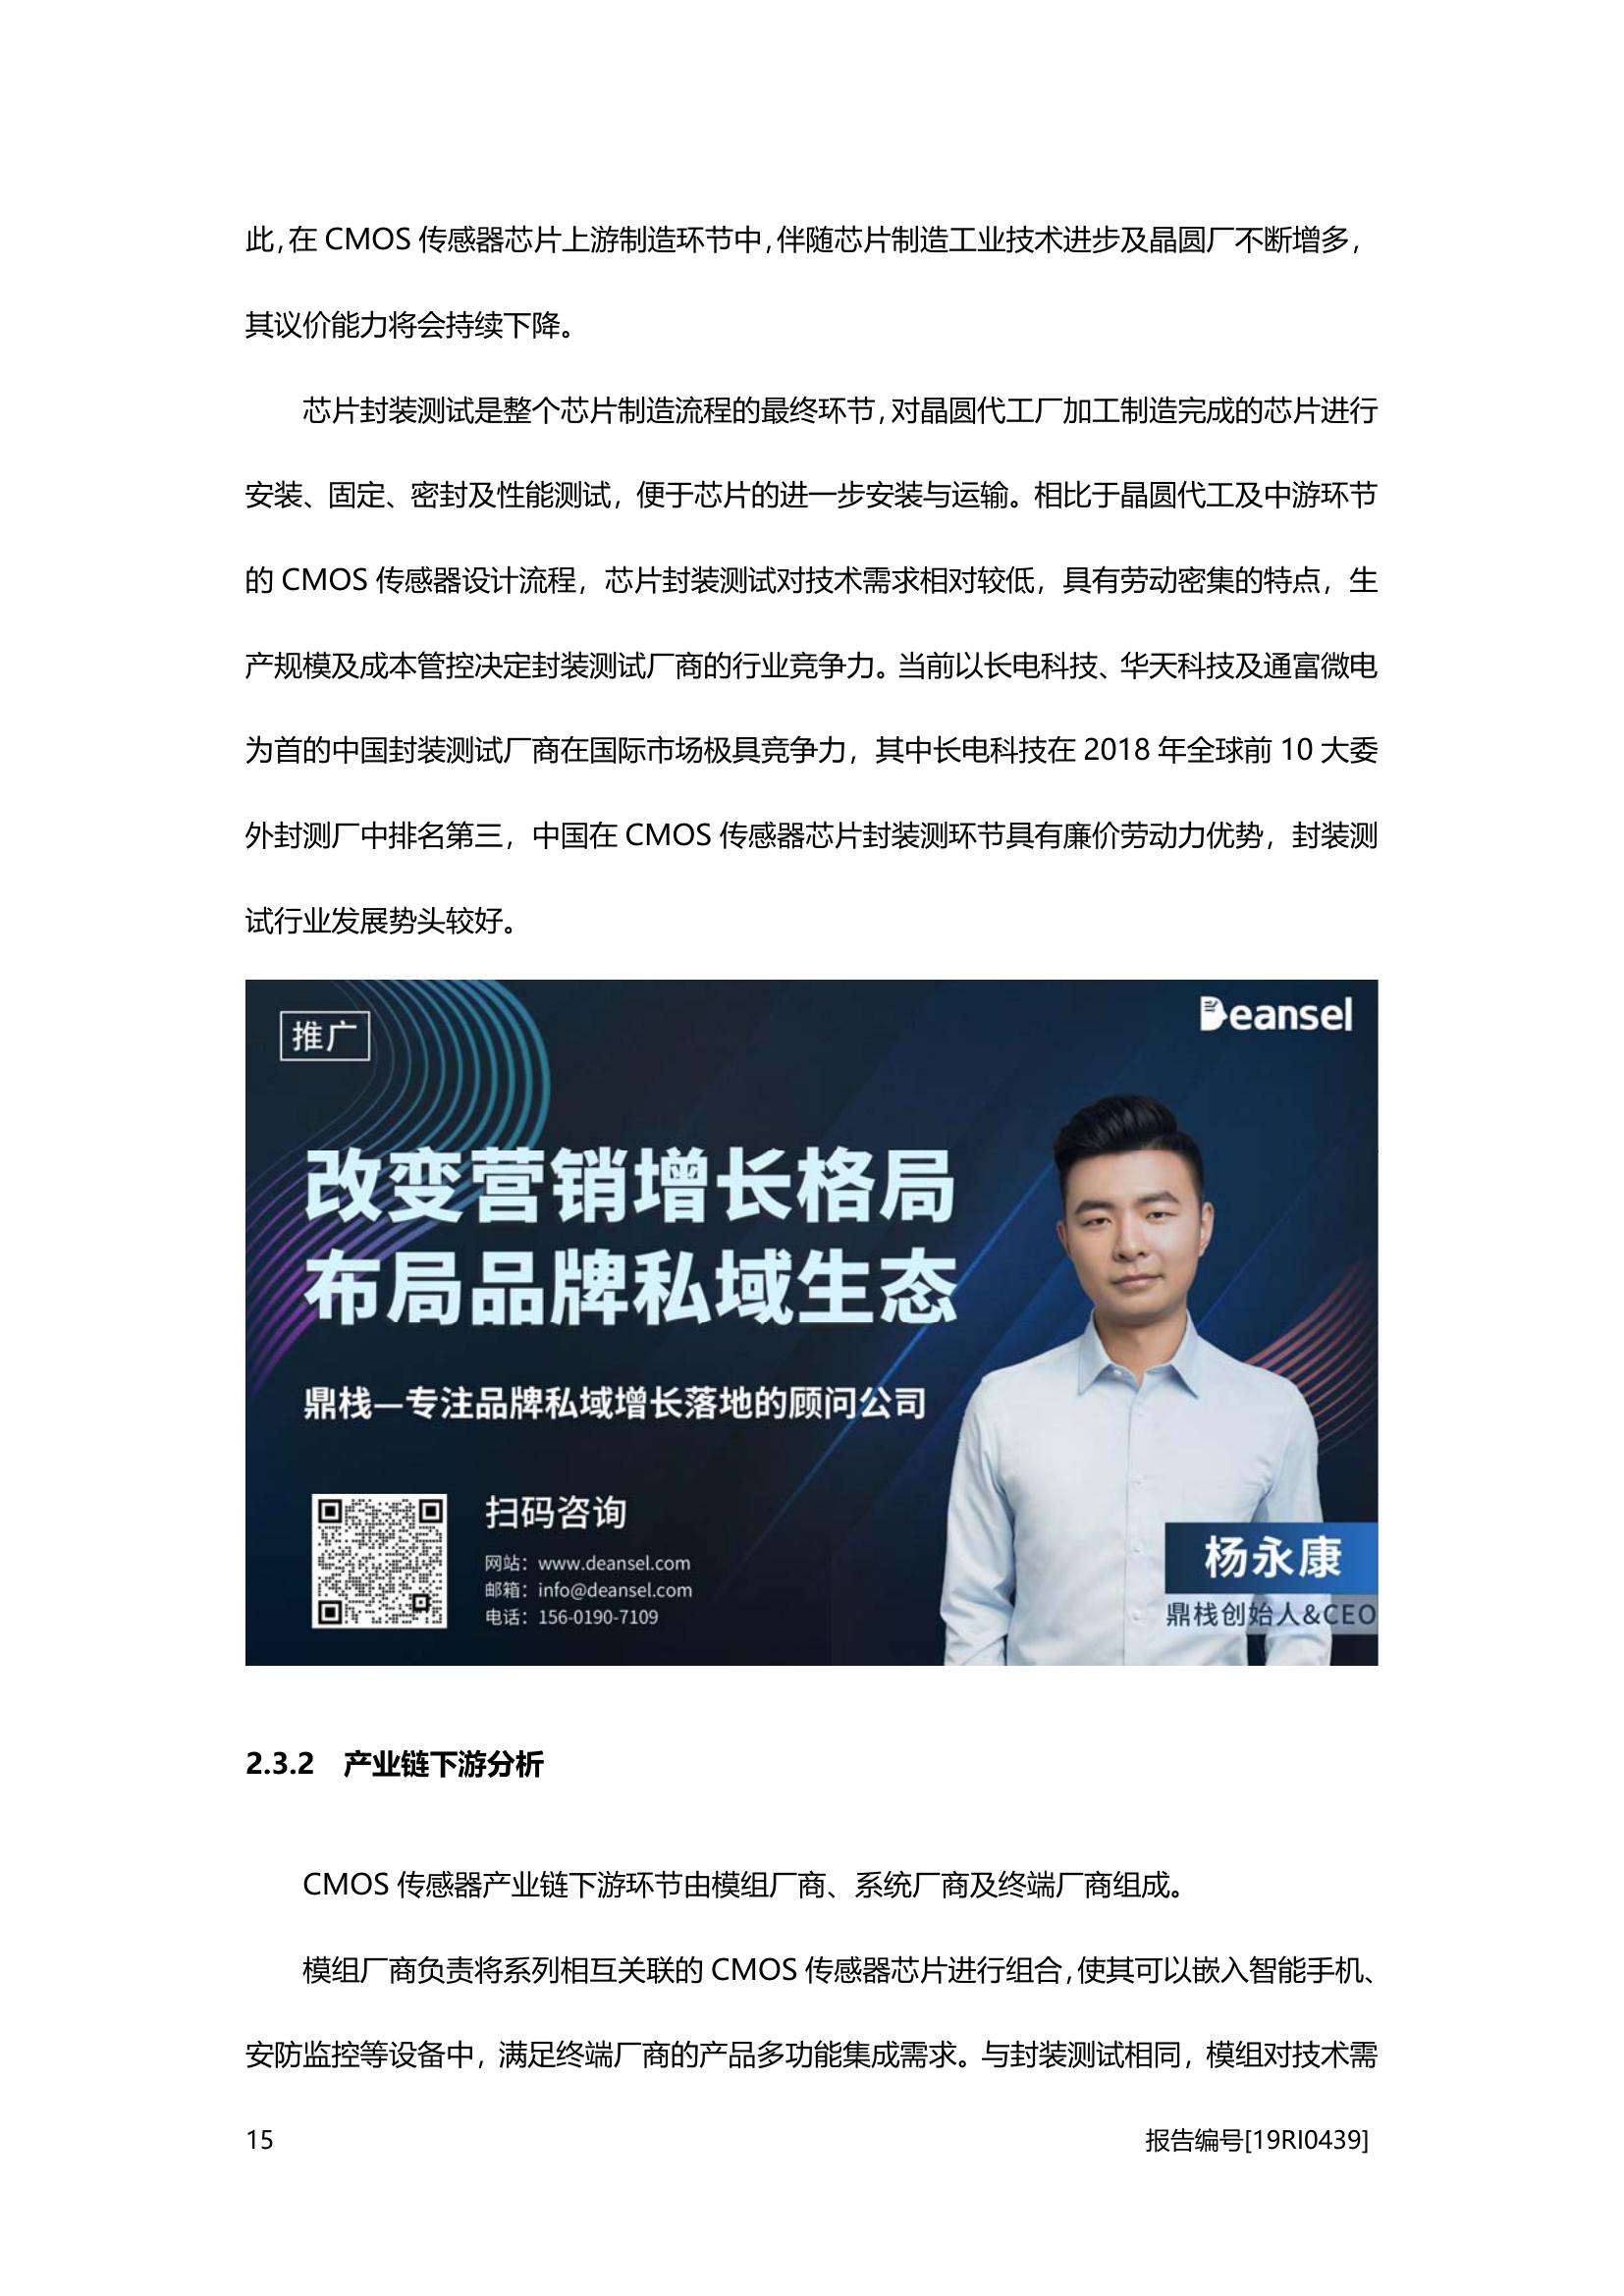 此,在 CMOS 传感器芯片上游制造环节中,伴随芯片制造工业技术进步及晶圆厂不断增多，
其议价能力将会持续下降。
芯片封装测试是整个芯片制造流程的最终环节,对晶圆代工厂加工制造完成的芯片进行
安装、固定、密封及性能测试，便于芯片的进一步安装与运输。相比于晶圆代工及中游环节
的 CMOS 传感器设计流程，芯片封装测试对技术需求相对较低，具有劳动密集的特点，生
产规模及成本管控决定封装测试厂商的行业竞争力。当前以长电科技、华天科技及通富微电
为首的中国封装测试厂商在国际市场极具竞争力，其中长电科技在 2018 年全球前 10 大委
外封测厂中排名第三，中国在 CMOS 传感器芯片封装测环节具有廉价劳动力优势，封装测
试行业发展势头较好。
推广
Deansel
改变营销增长格局
布局品牌私域生态
鼎栈—专注品牌私域增长落地的顾问公司
扫码咨询
网站：www.deansel.com
邮箱：info@deansel.com
电话：156-0190-7109
杨永康
鼎栈创始人&CEO
2.3.2 产业链下游分析
CMOS 传感器产业链下游环节由模组厂商、系统厂商及终端厂商组成。
模组厂商负责将系列相互关联的 CMOS 传感器芯片进行组合,使其可以嵌入智能手机、
安防监控等设备中，满足终端厂商的产品多功能集成需求。与封装测试相同，模组对技术需
15
报告编号[19RI0439]